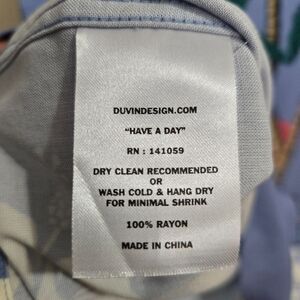 DUVINDESIGN.COM
"HAVE A DAY"
RN : 141059
DRY CLEAN RECOMMENDED
OR
WASH COLD & HANG DRY
FOR MINIMAL SHRINK
100% RAYON
MADE IN CHINA